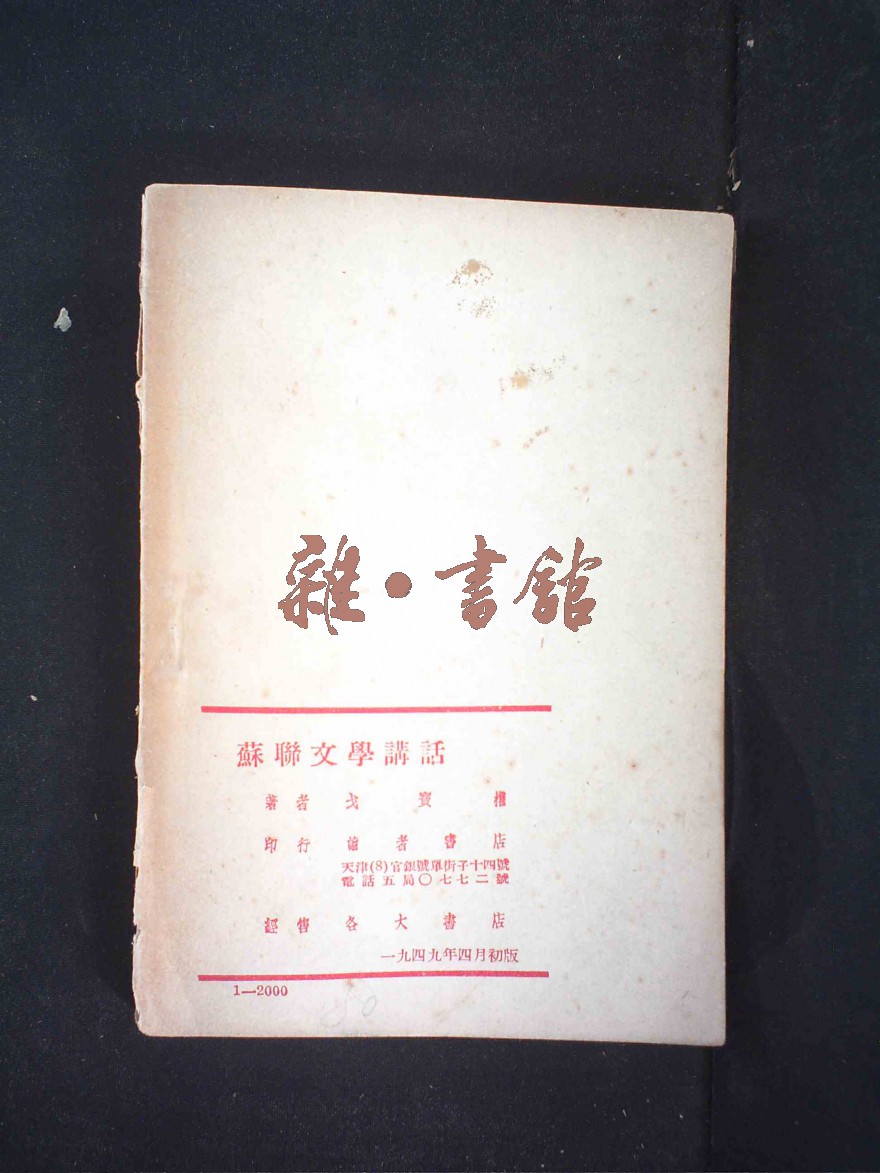 雜·書館
蘇聯文學講話
著者 戈寶權
印行 讀者書店
天津(8)官銀號單街子十四號
電話五局〇七七二號
經售 各大書店
一九四九年四月初版
1—2000